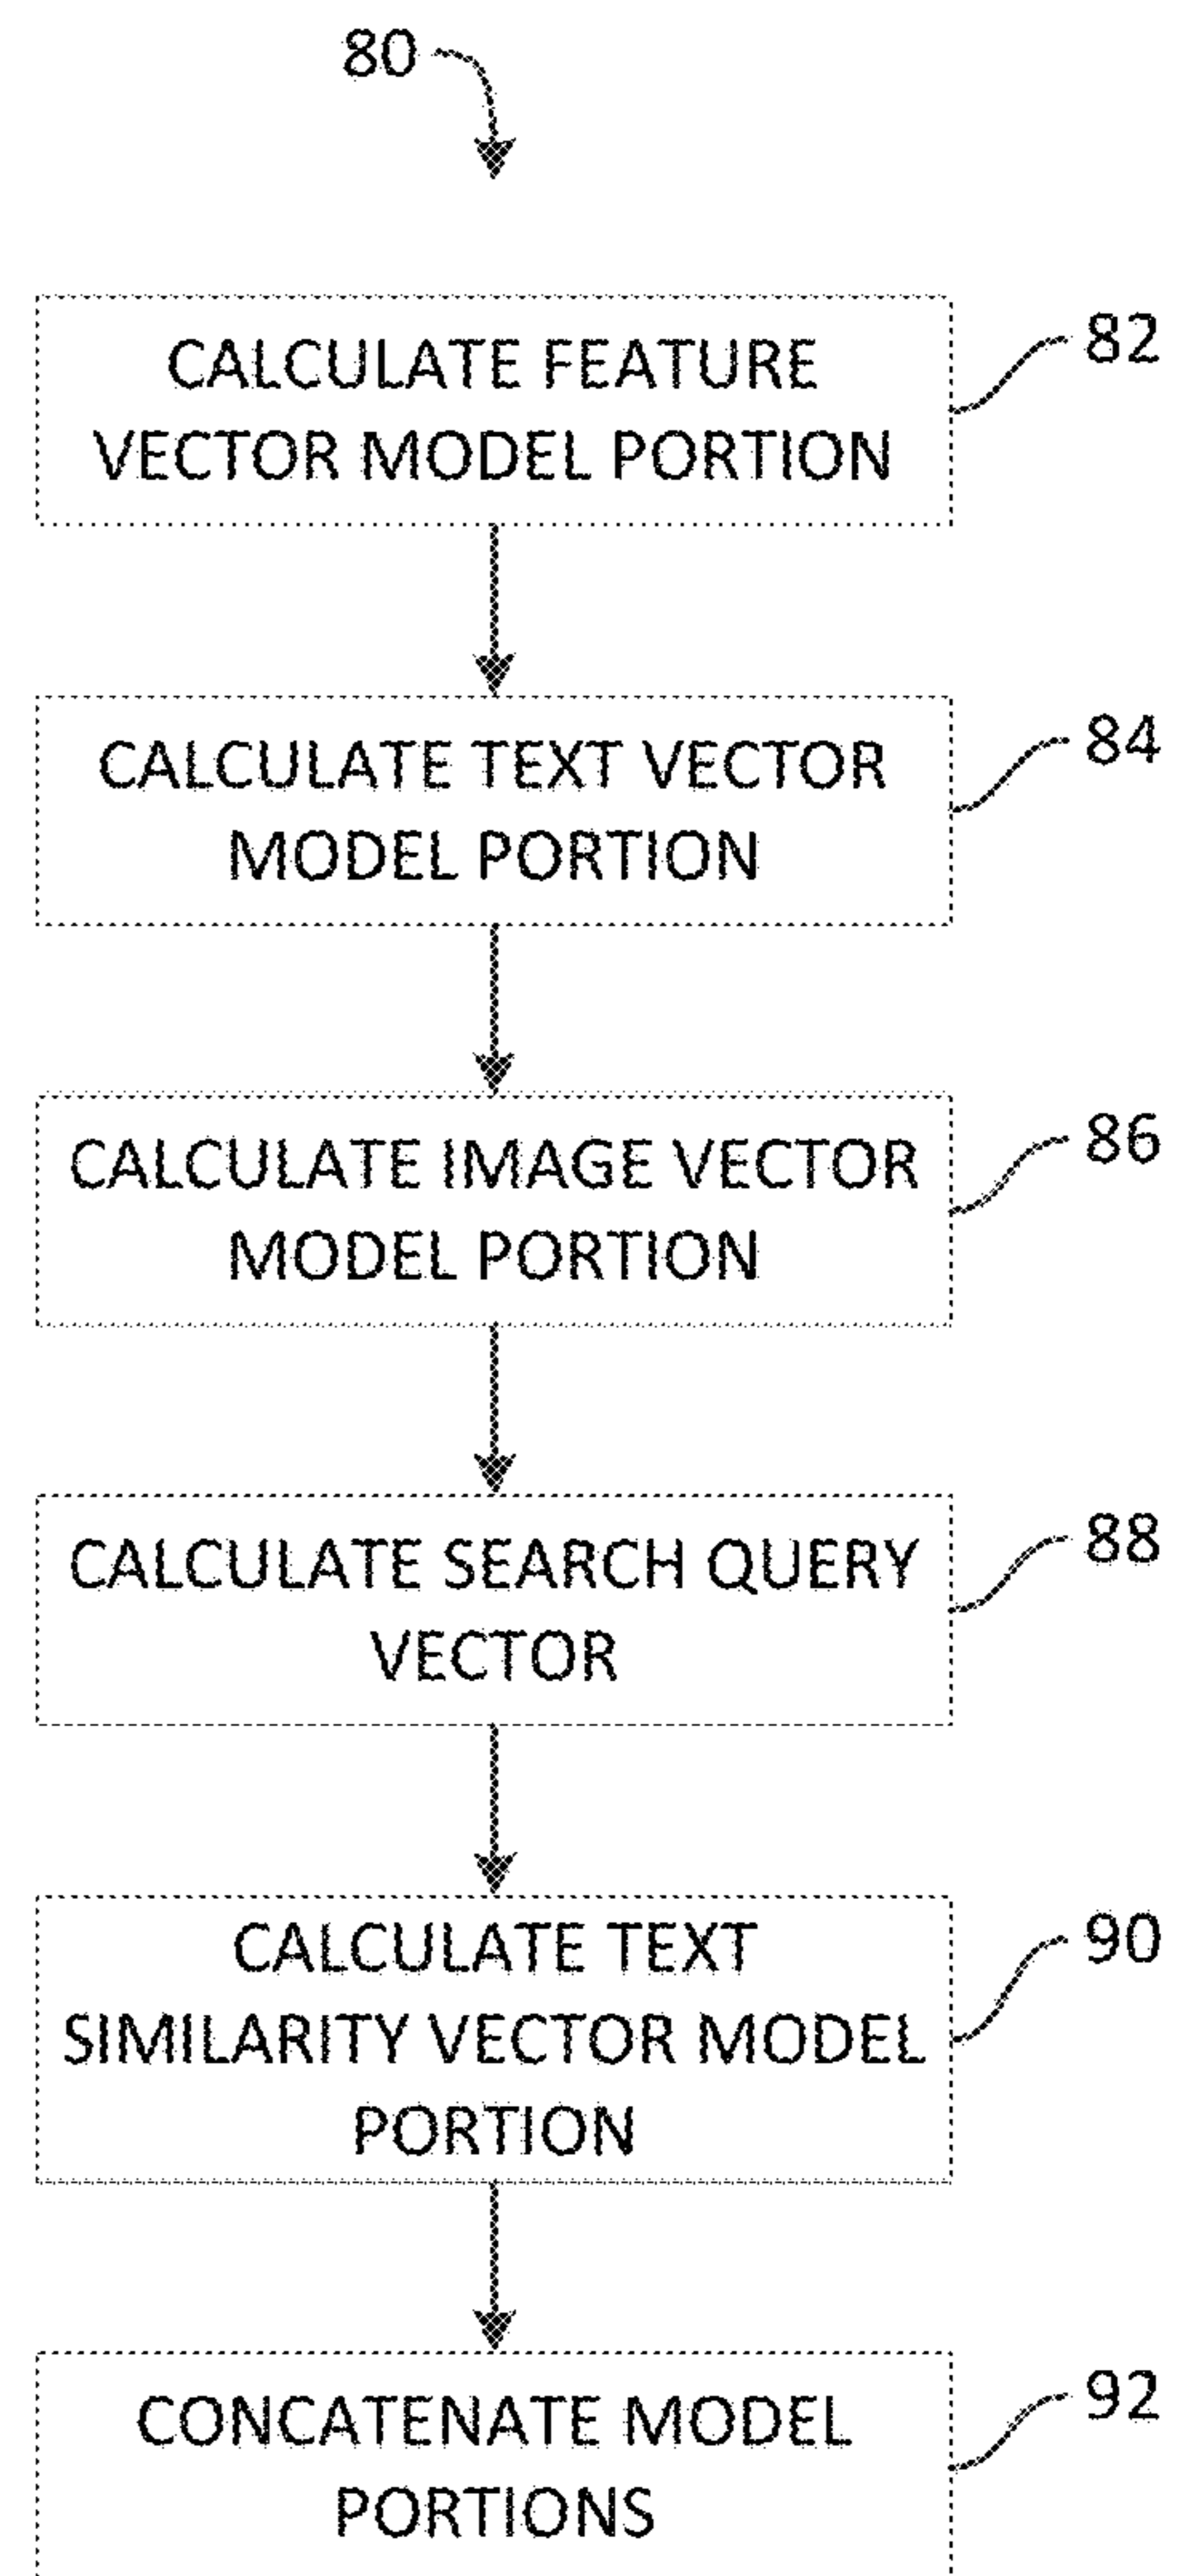 80
CALCULATE FEATURE
VECTOR MODEL PORTION
82
CALCULATE TEXT VECTOR
MODEL PORTION
84
CALCULATE IMAGE VECTOR
MODEL PORTION
86
CALCULATE SEARCH QUERY
VECTOR
88
CALCULATE TEXT
SIMILARITY VECTOR MODEL
PORTION
90
CONCATENATE MODEL
PORTIONS
92